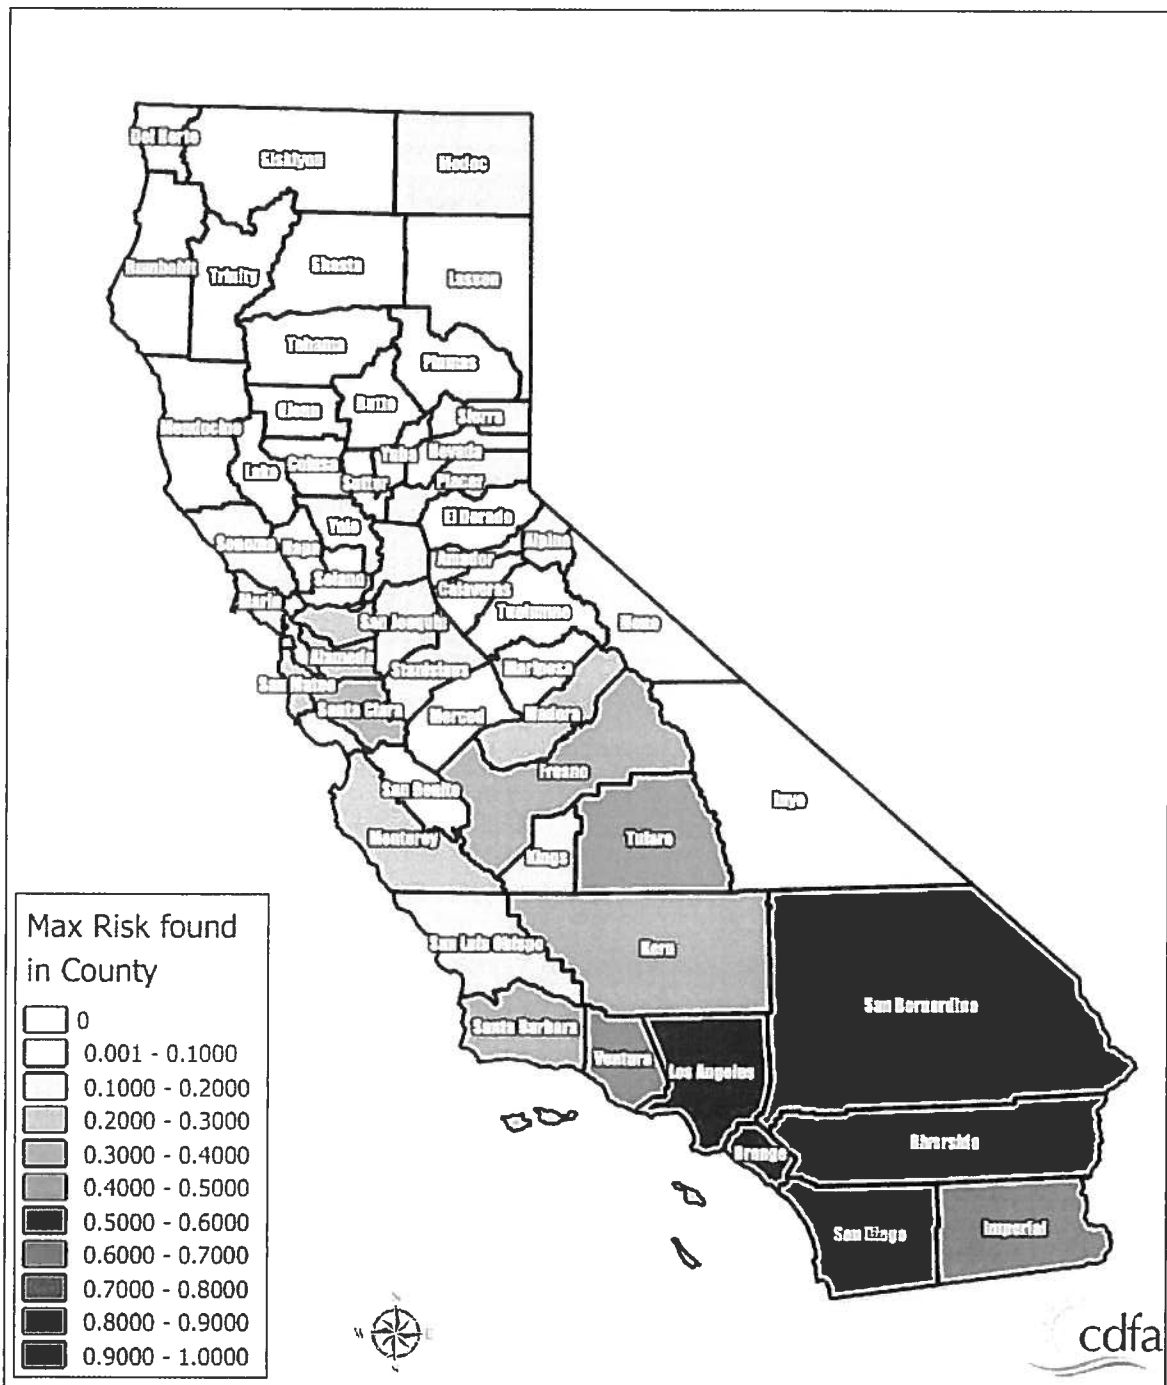 Del Norte
Siskiyou
Modoc
Humboldt
Trinity
Shasta
Lassen
Tehama
Plumas
Glenn
Butte
Sierra
Mendocino
Lake
Colusa
Sutter
Yuba
Nevada
Placer
El Dorado
Sonoma
Napa
Yolo
Solano
Amador
Alpine
Calaveras
Marin
San Joaquin
Tuolumne
Mono
Alameda
Stanislaus
Mariposa
San Mateo
Santa Clara
Merced
Madera
Fresno
San Benito
Inyo
Monterey
Kings
Tulare
San Luis Obispo
Kern
San Bernardino
Santa Barbara
Ventura
Los Angeles
Orange
Riverside
San Diego
Imperial
Max Risk found
in County
0
0.001 - 0.1000
0.1000 - 0.2000
0.2000 - 0.3000
0.3000 - 0.4000
0.4000 - 0.5000
0.5000 - 0.6000
0.6000 - 0.7000
0.7000 - 0.8000
0.8000 - 0.9000
0.9000 - 1.0000
N
W E
S
cdfa